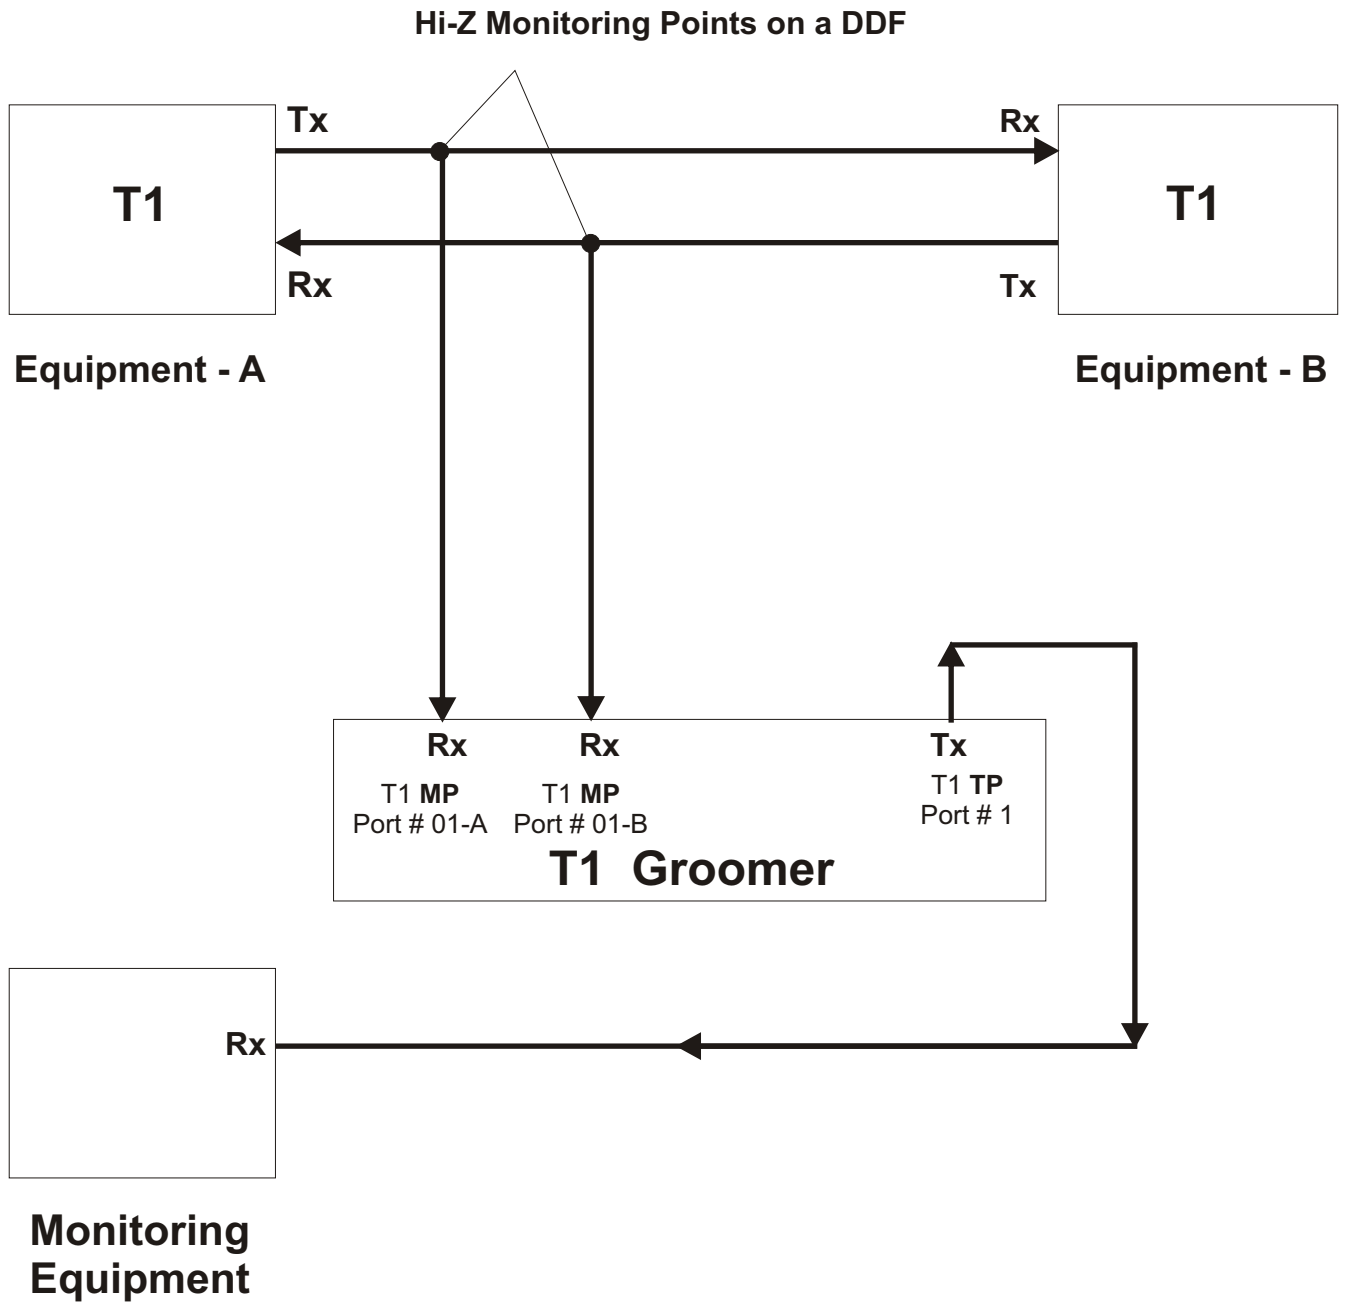 Hi-Z Monitoring Points on a DDF
Tx
Rx
T1
T1
Rx
Tx
Equipment - A
Equipment - B
Rx
Rx
Tx
T1 MP
Port # 01-A
T1 MP
Port # 01-B
T1 TP
Port # 1
T1 Groomer
Rx
Monitoring
Equipment